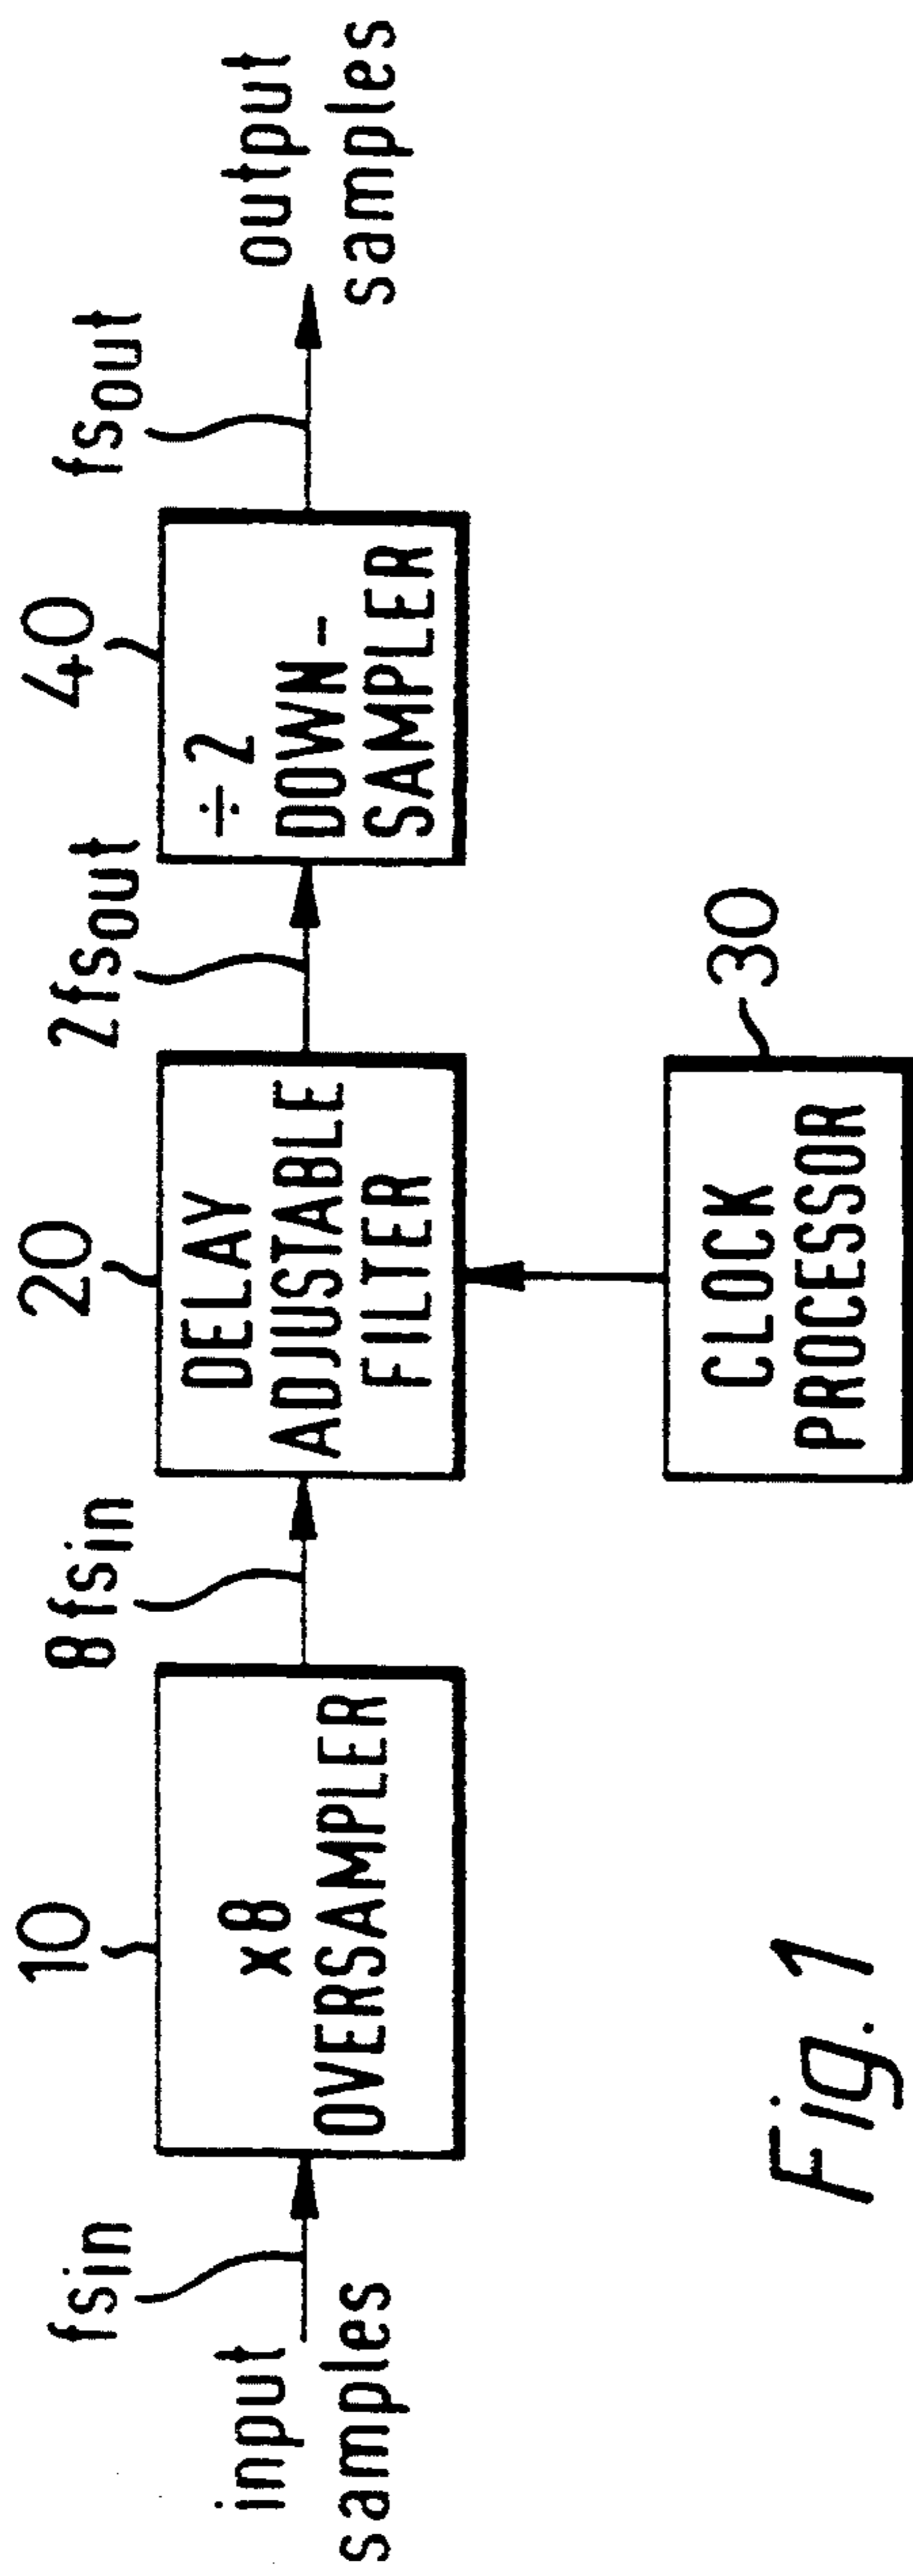 input
samples
fsin
10
x8
OVERSAMPLER
8fsin
20
DELAY
ADJUSTABLE
FILTER
2fsout
40
÷2
DOWN-
SAMPLER
fsout
output
samples
30
CLOCK
PROCESSOR
Fig. 1